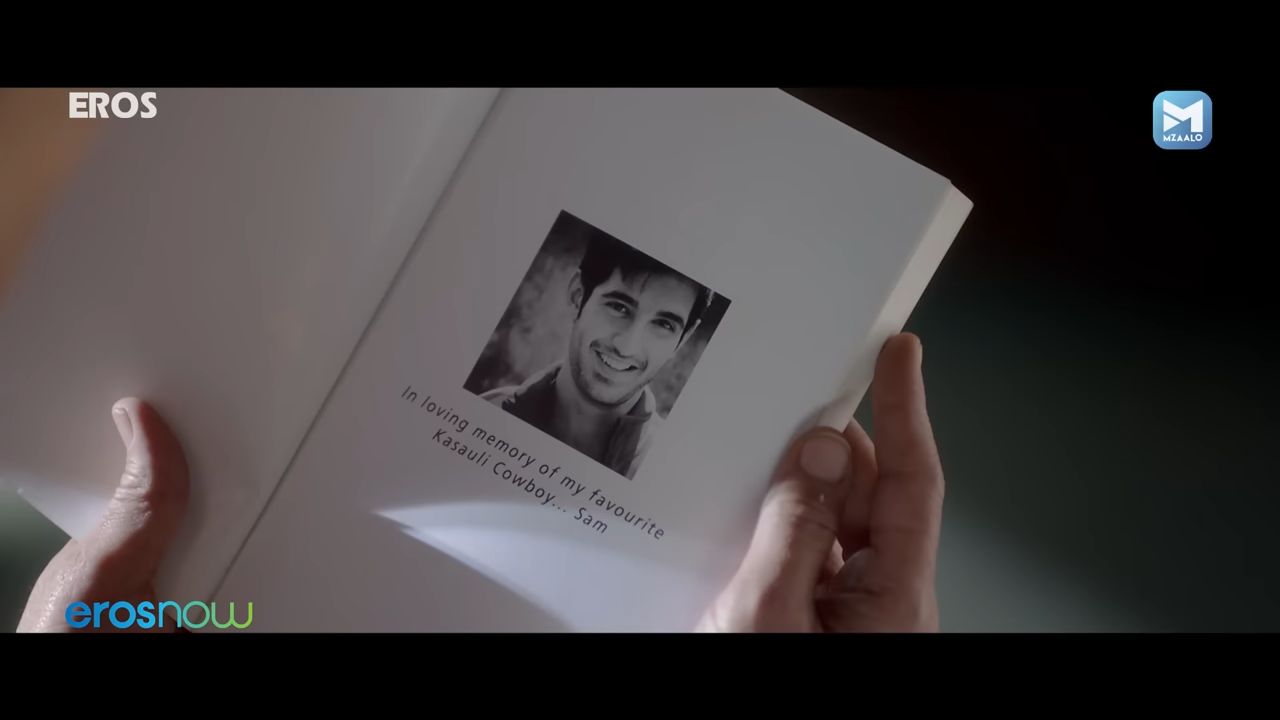 EROS
MZAALO
In loving memory of my favourite
Kasauli Cowboy... Sam
erosnow